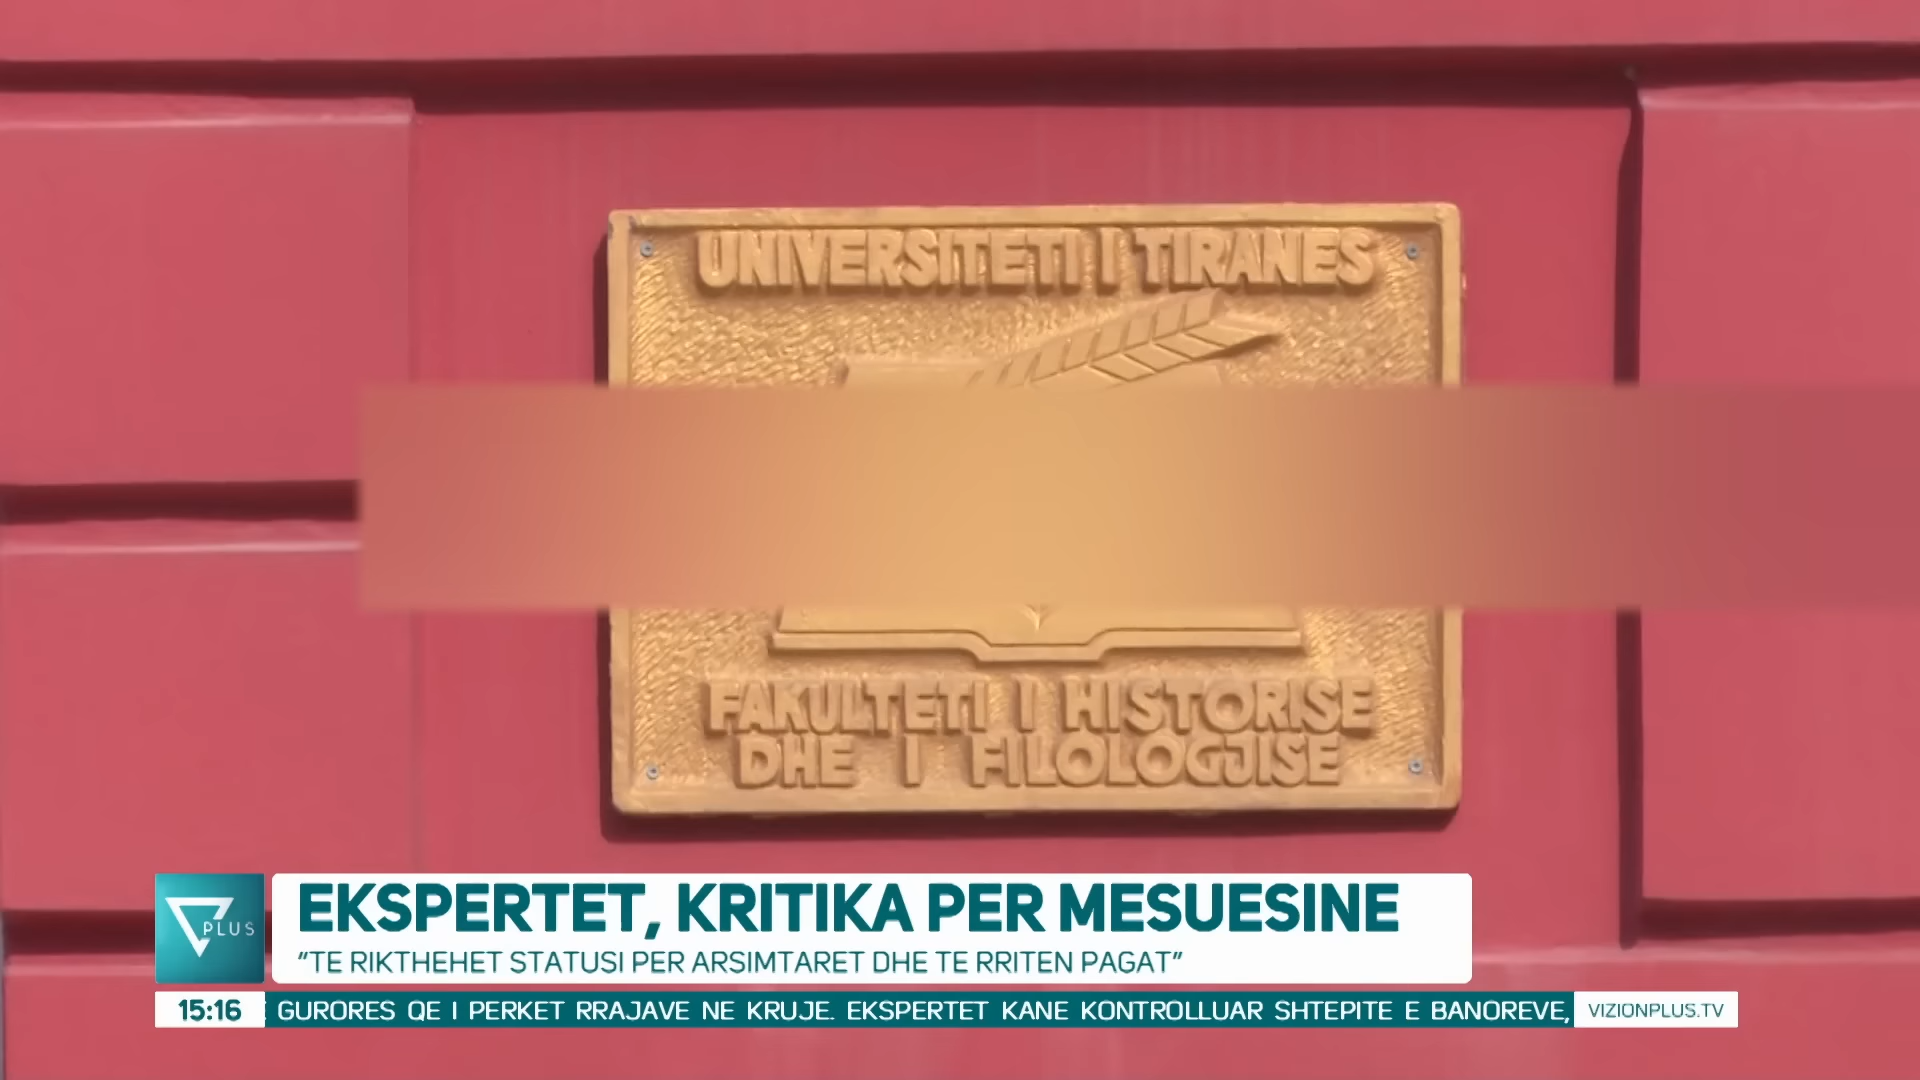 UNIVERSITETI I TIRANES
FAKULTETI I HISTORISE
DHE I FILOLOGJISE
PLUS
EKSPERTET, KRITIKA PER MESUESINE
"TE RIKTHEHET STATUSI PER ARSIMTARET DHE TE RRITEN PAGAT"
15:16 GURORES QE I PERKET RRAJAVE NE KRUJE. EKSPERTET KANE KONTROLLUAR SHTEPITE E BANOREVE, VIZIONPLUS.TV